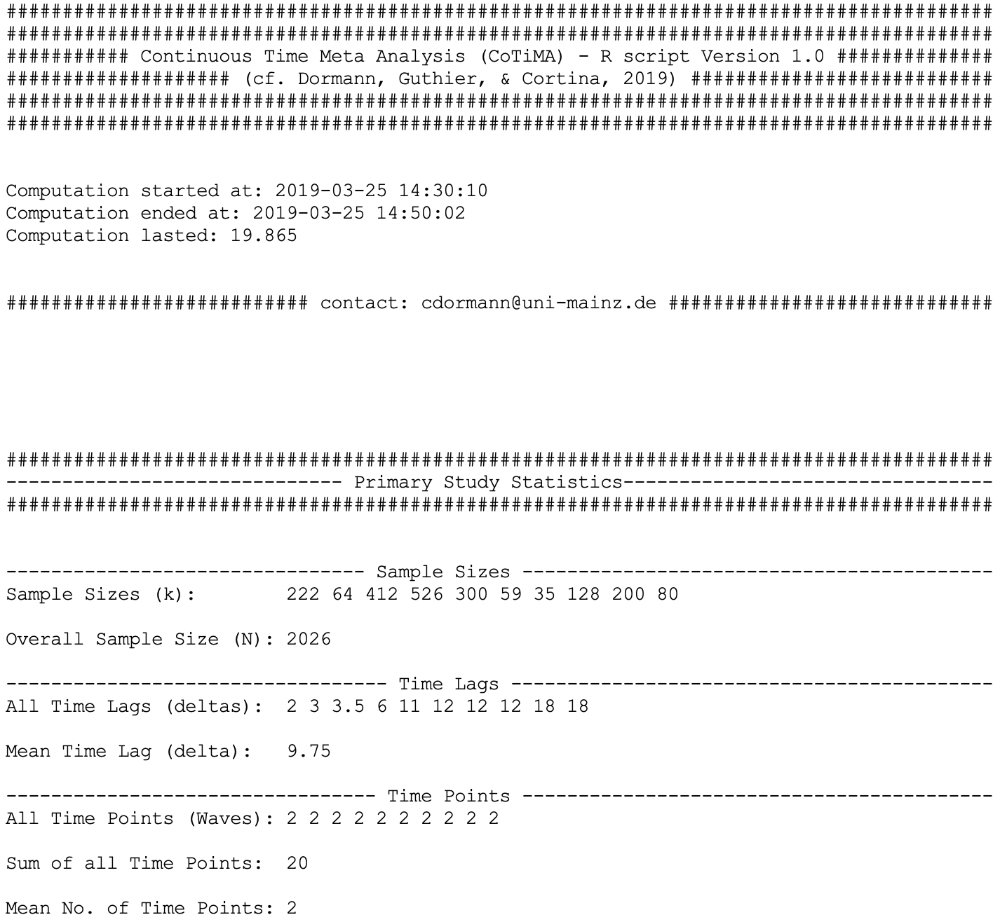 ########################################################################################
########################################################################################
########### Continuous Time Meta Analysis (CoTiMA) - R script Version 1.0 ##############
#################### (cf. Dormann, Guthier, & Cortina, 2019) ###########################
########################################################################################
########################################################################################
Computation started at: 2019-03-25 14:30:10
Computation ended at: 2019-03-25 14:50:02
Computation lasted: 19.865
########################### contact: cdormann@uni-mainz.de #############################
########################################################################################
------------------------------ Primary Study Statistics---------------------------------
########################################################################################
-------------------------------- Sample Sizes ------------------------------------------
Sample Sizes (k):        222 64 412 526 300 59 35 128 200 80
Overall Sample Size (N): 2026
---------------------------------- Time Lags -------------------------------------------
All Time Lags (deltas):  2 3 3.5 6 11 12 12 12 18 18
Mean Time Lag (delta):   9.75
--------------------------------- Time Points ------------------------------------------
All Time Points (Waves): 2 2 2 2 2 2 2 2 2 2
Sum of all Time Points:  20
Mean No. of Time Points: 2